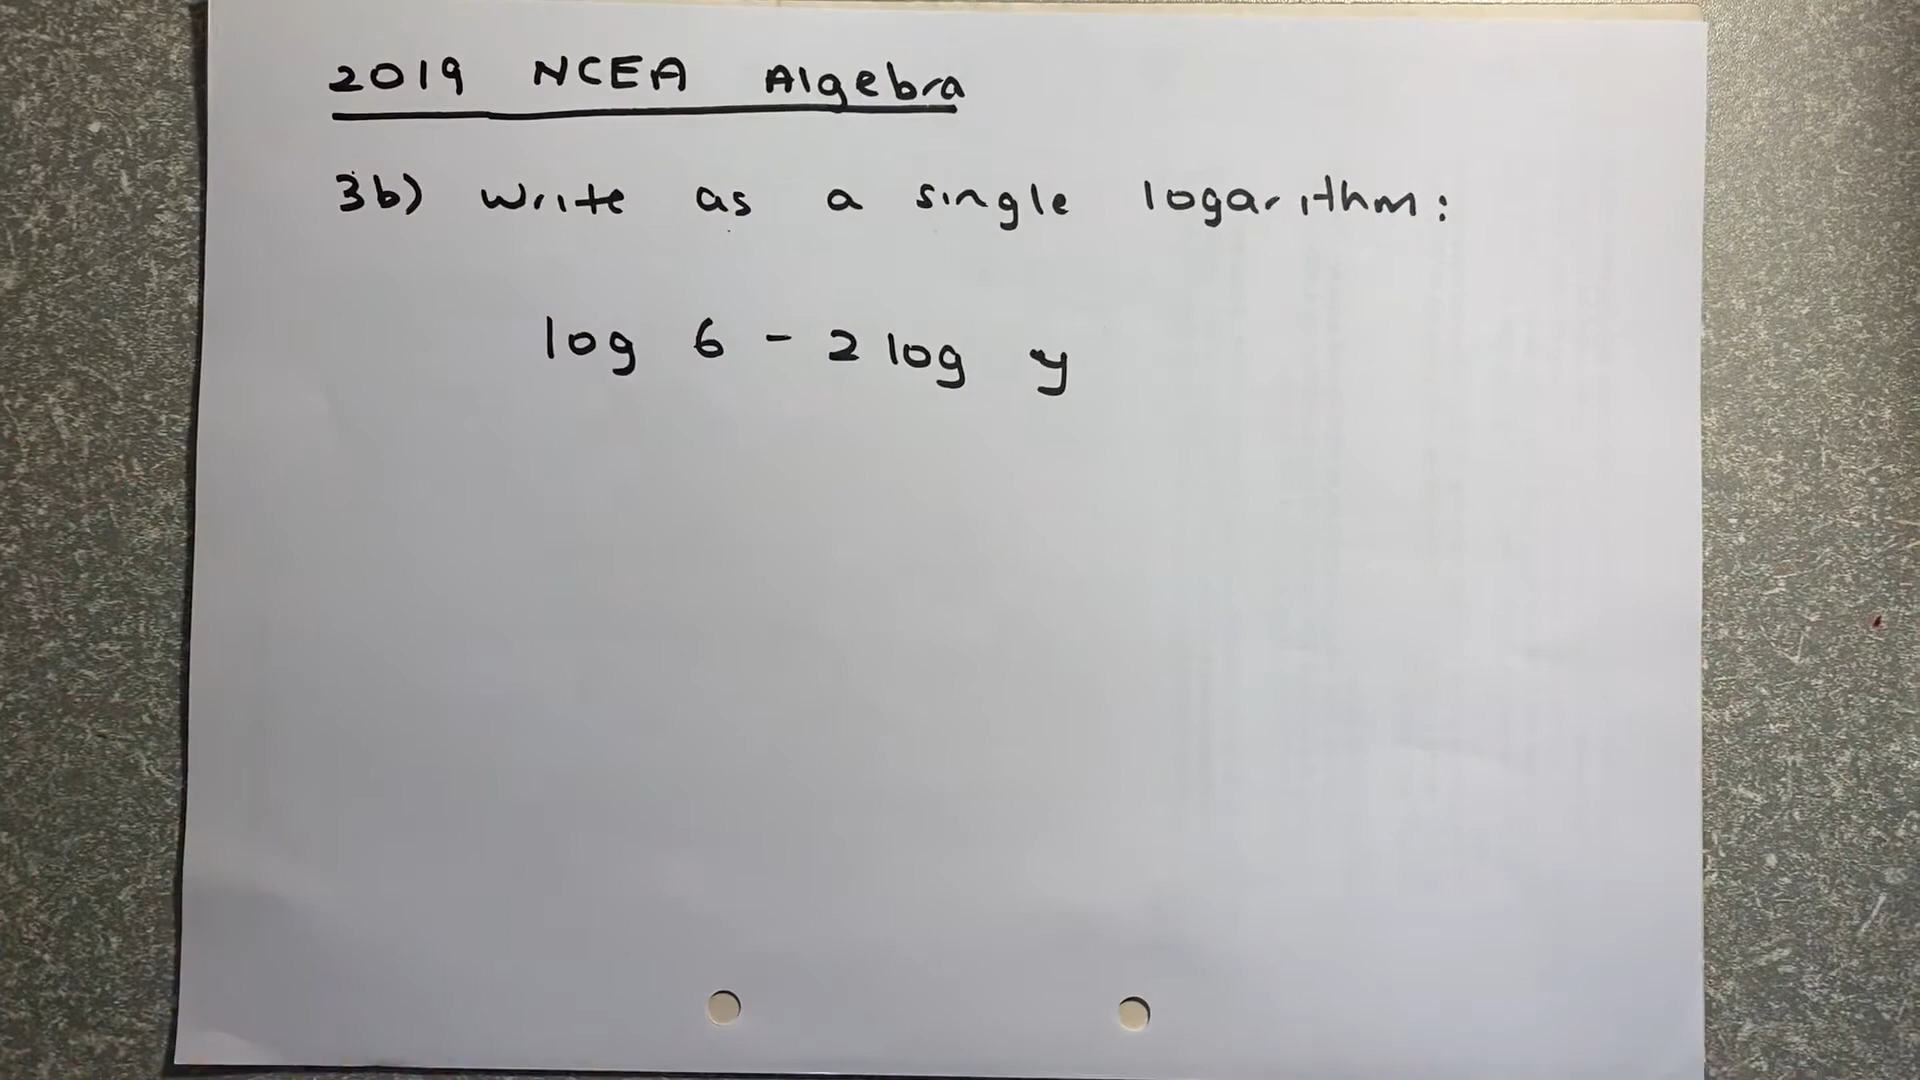 2019 NCEA Algebra
3b) Write as a single logarithm:
log 6 - 2 log y